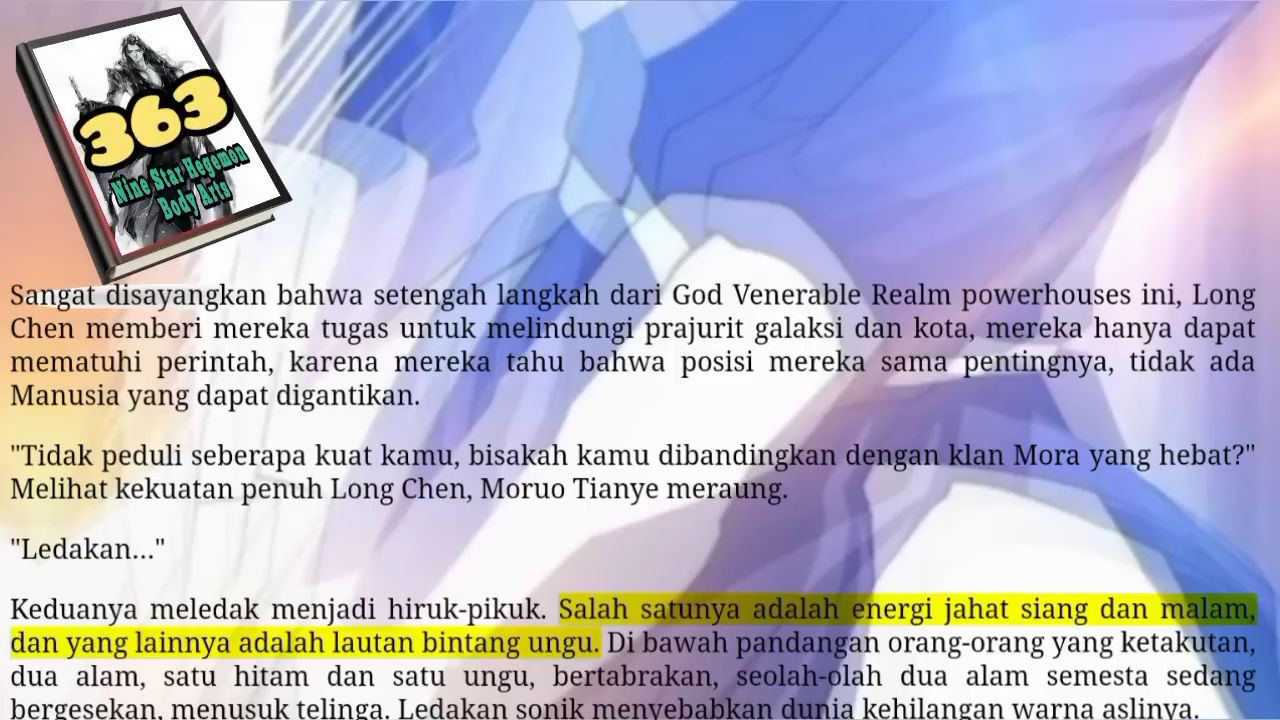 363
Nine Star Hegemon
Body Arts
Sangat disayangkan bahwa setengah langkah dari God Venerable Realm powerhouses ini, Long
Chen memberi mereka tugas untuk melindungi prajurit galaksi dan kota, mereka hanya dapat
mematuhi perintah, karena mereka tahu bahwa posisi mereka sama pentingnya, tidak ada
Manusia yang dapat digantikan.
"Tidak peduli seberapa kuat kamu, bisakah kamu dibandingkan dengan klan Mora yang hebat?"
Melihat kekuatan penuh Long Chen, Moruo Tianye meraung.
"Ledakan..."
Keduanya meledak menjadi hiruk-pikuk. Salah satunya adalah energi jahat siang dan malam,
dan yang lainnya adalah lautan bintang ungu. Di bawah pandangan orang-orang yang ketakutan,
dua alam, satu hitam dan satu ungu, bertabrakan, seolah-olah dua alam semesta sedang
bergesekan, menusuk telinga. Ledakan sonik menyebabkan dunia kehilangan warna aslinya.